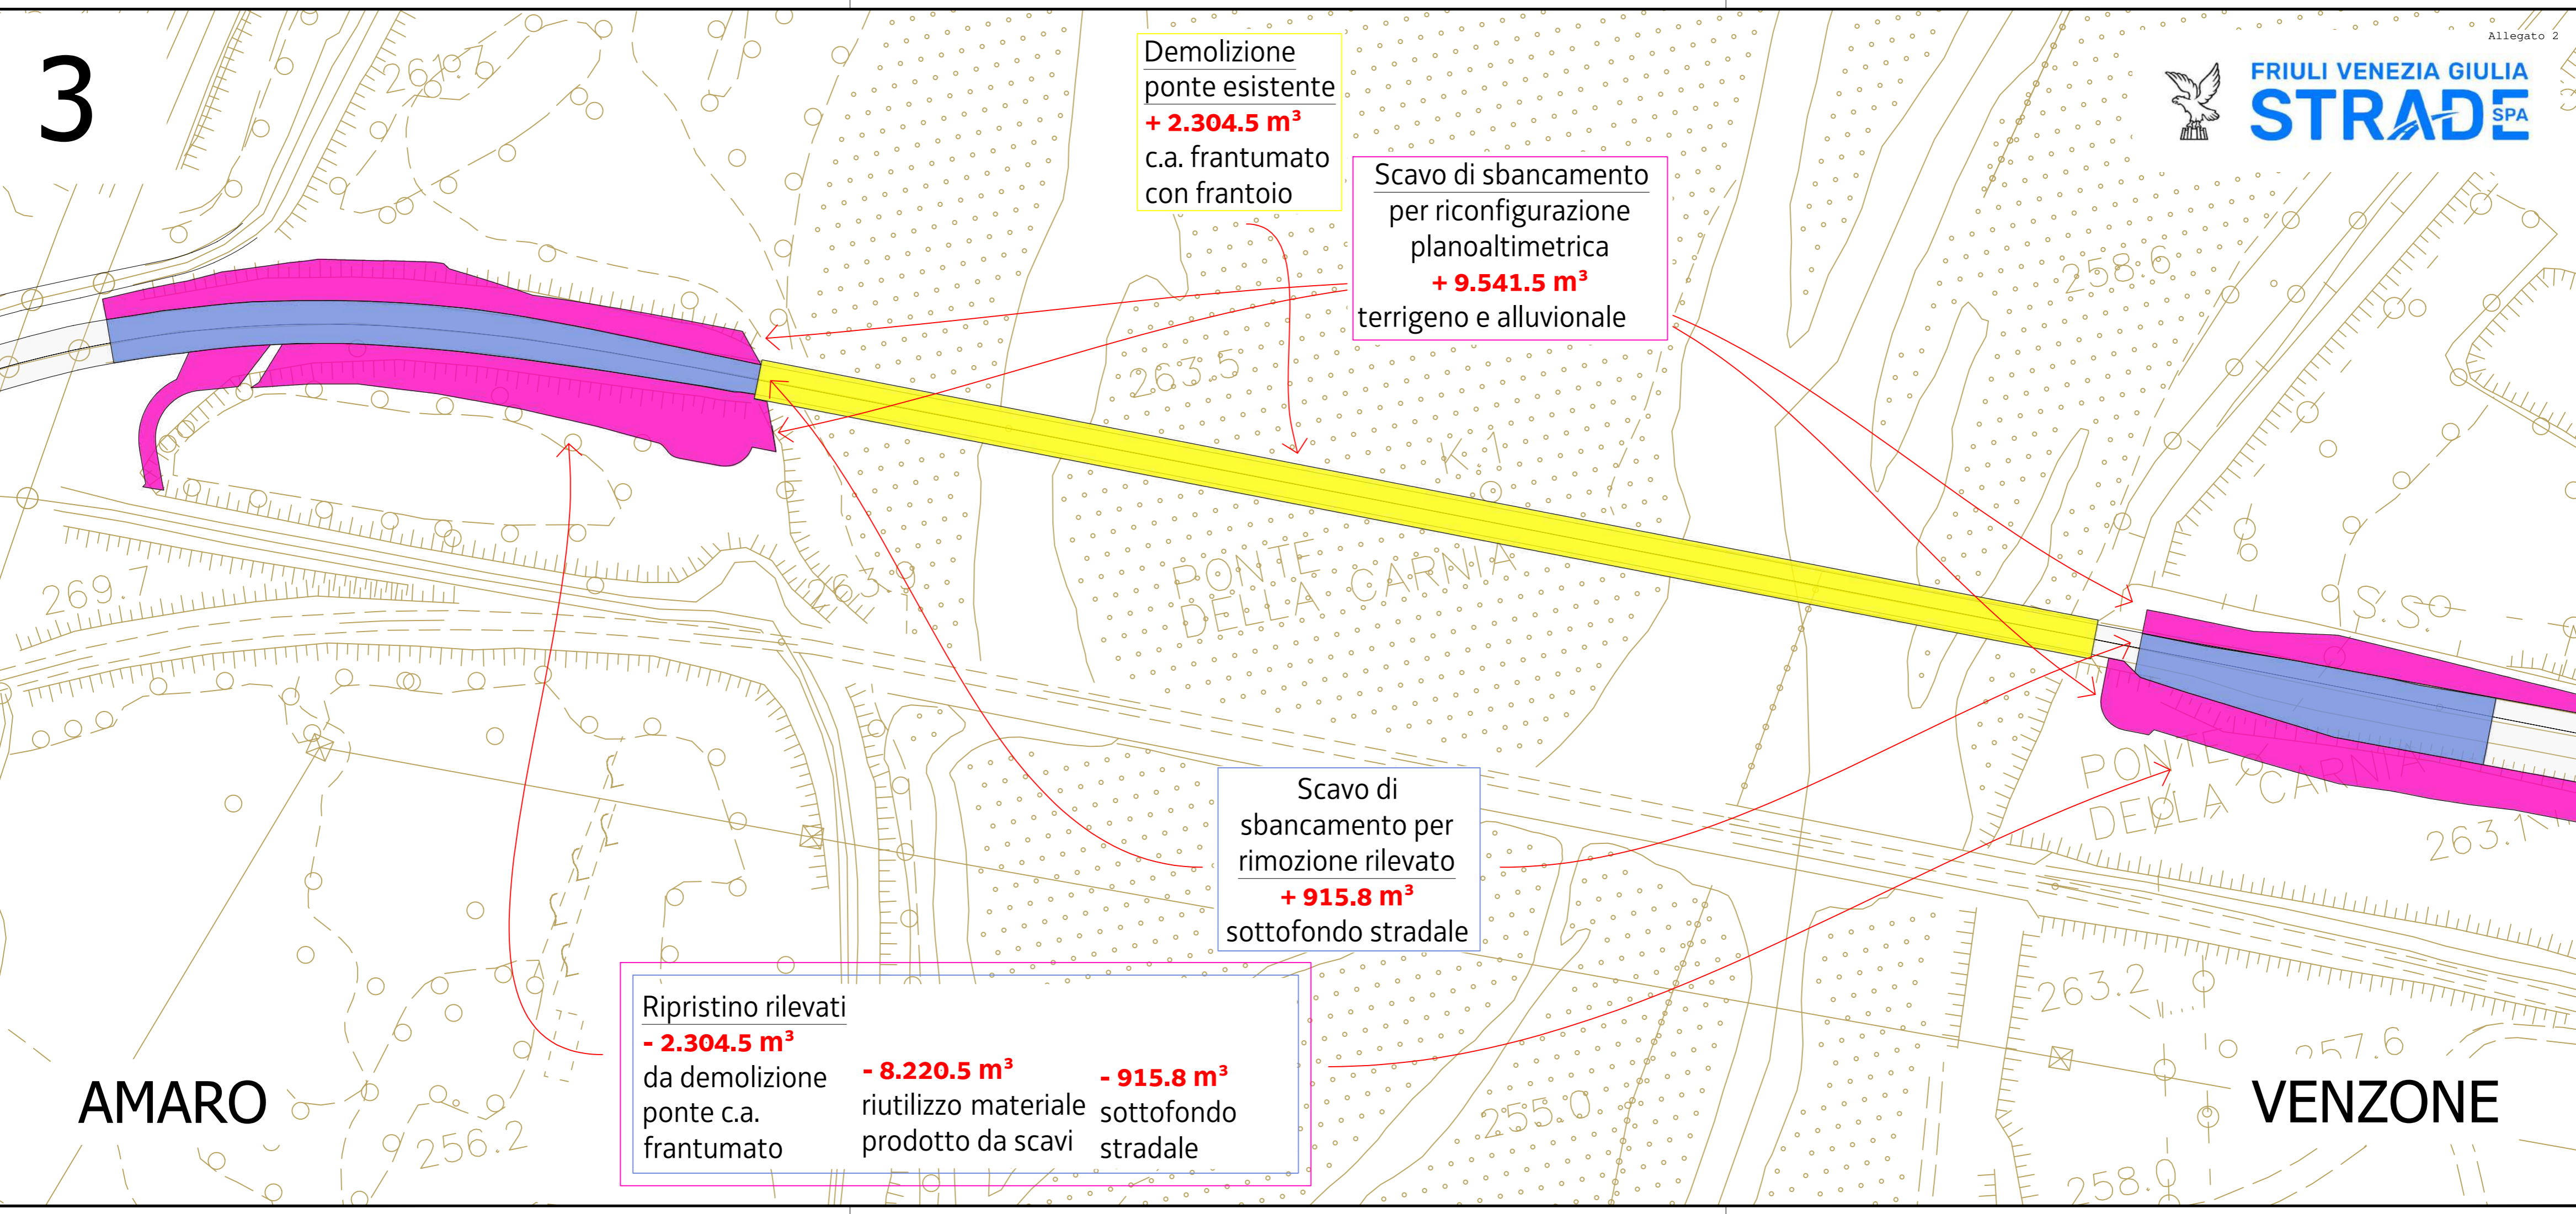 Allegato 2
3
FRIULI VENEZIA GIULIA
STRADE SPA
Demolizione
ponte esistente
+ 2.304.5 m³
c.a. frantumato
con frantoio
Scavo di sbancamento
per riconfigurazione
planoaltimetrica
+ 9.541.5 m³
terrigeno e alluvionale
261.7
258.6
263.5
K.1
PONTE
DELLA CARNIA
269.7
263.9
S.S.
PONTE
DELLA CARNIA
263.1
Scavo di
sbancamento per
rimozione rilevato
+ 915.8 m³
sottofondo stradale
Ripristino rilevati
- 2.304.5 m³
da demolizione
ponte c.a.
frantumato
- 8.220.5 m³
riutilizzo materiale
prodotto da scavi
- 915.8 m³
sottofondo
stradale
263.2
257.6
255.0
256.2
258.0
AMARO
VENZONE